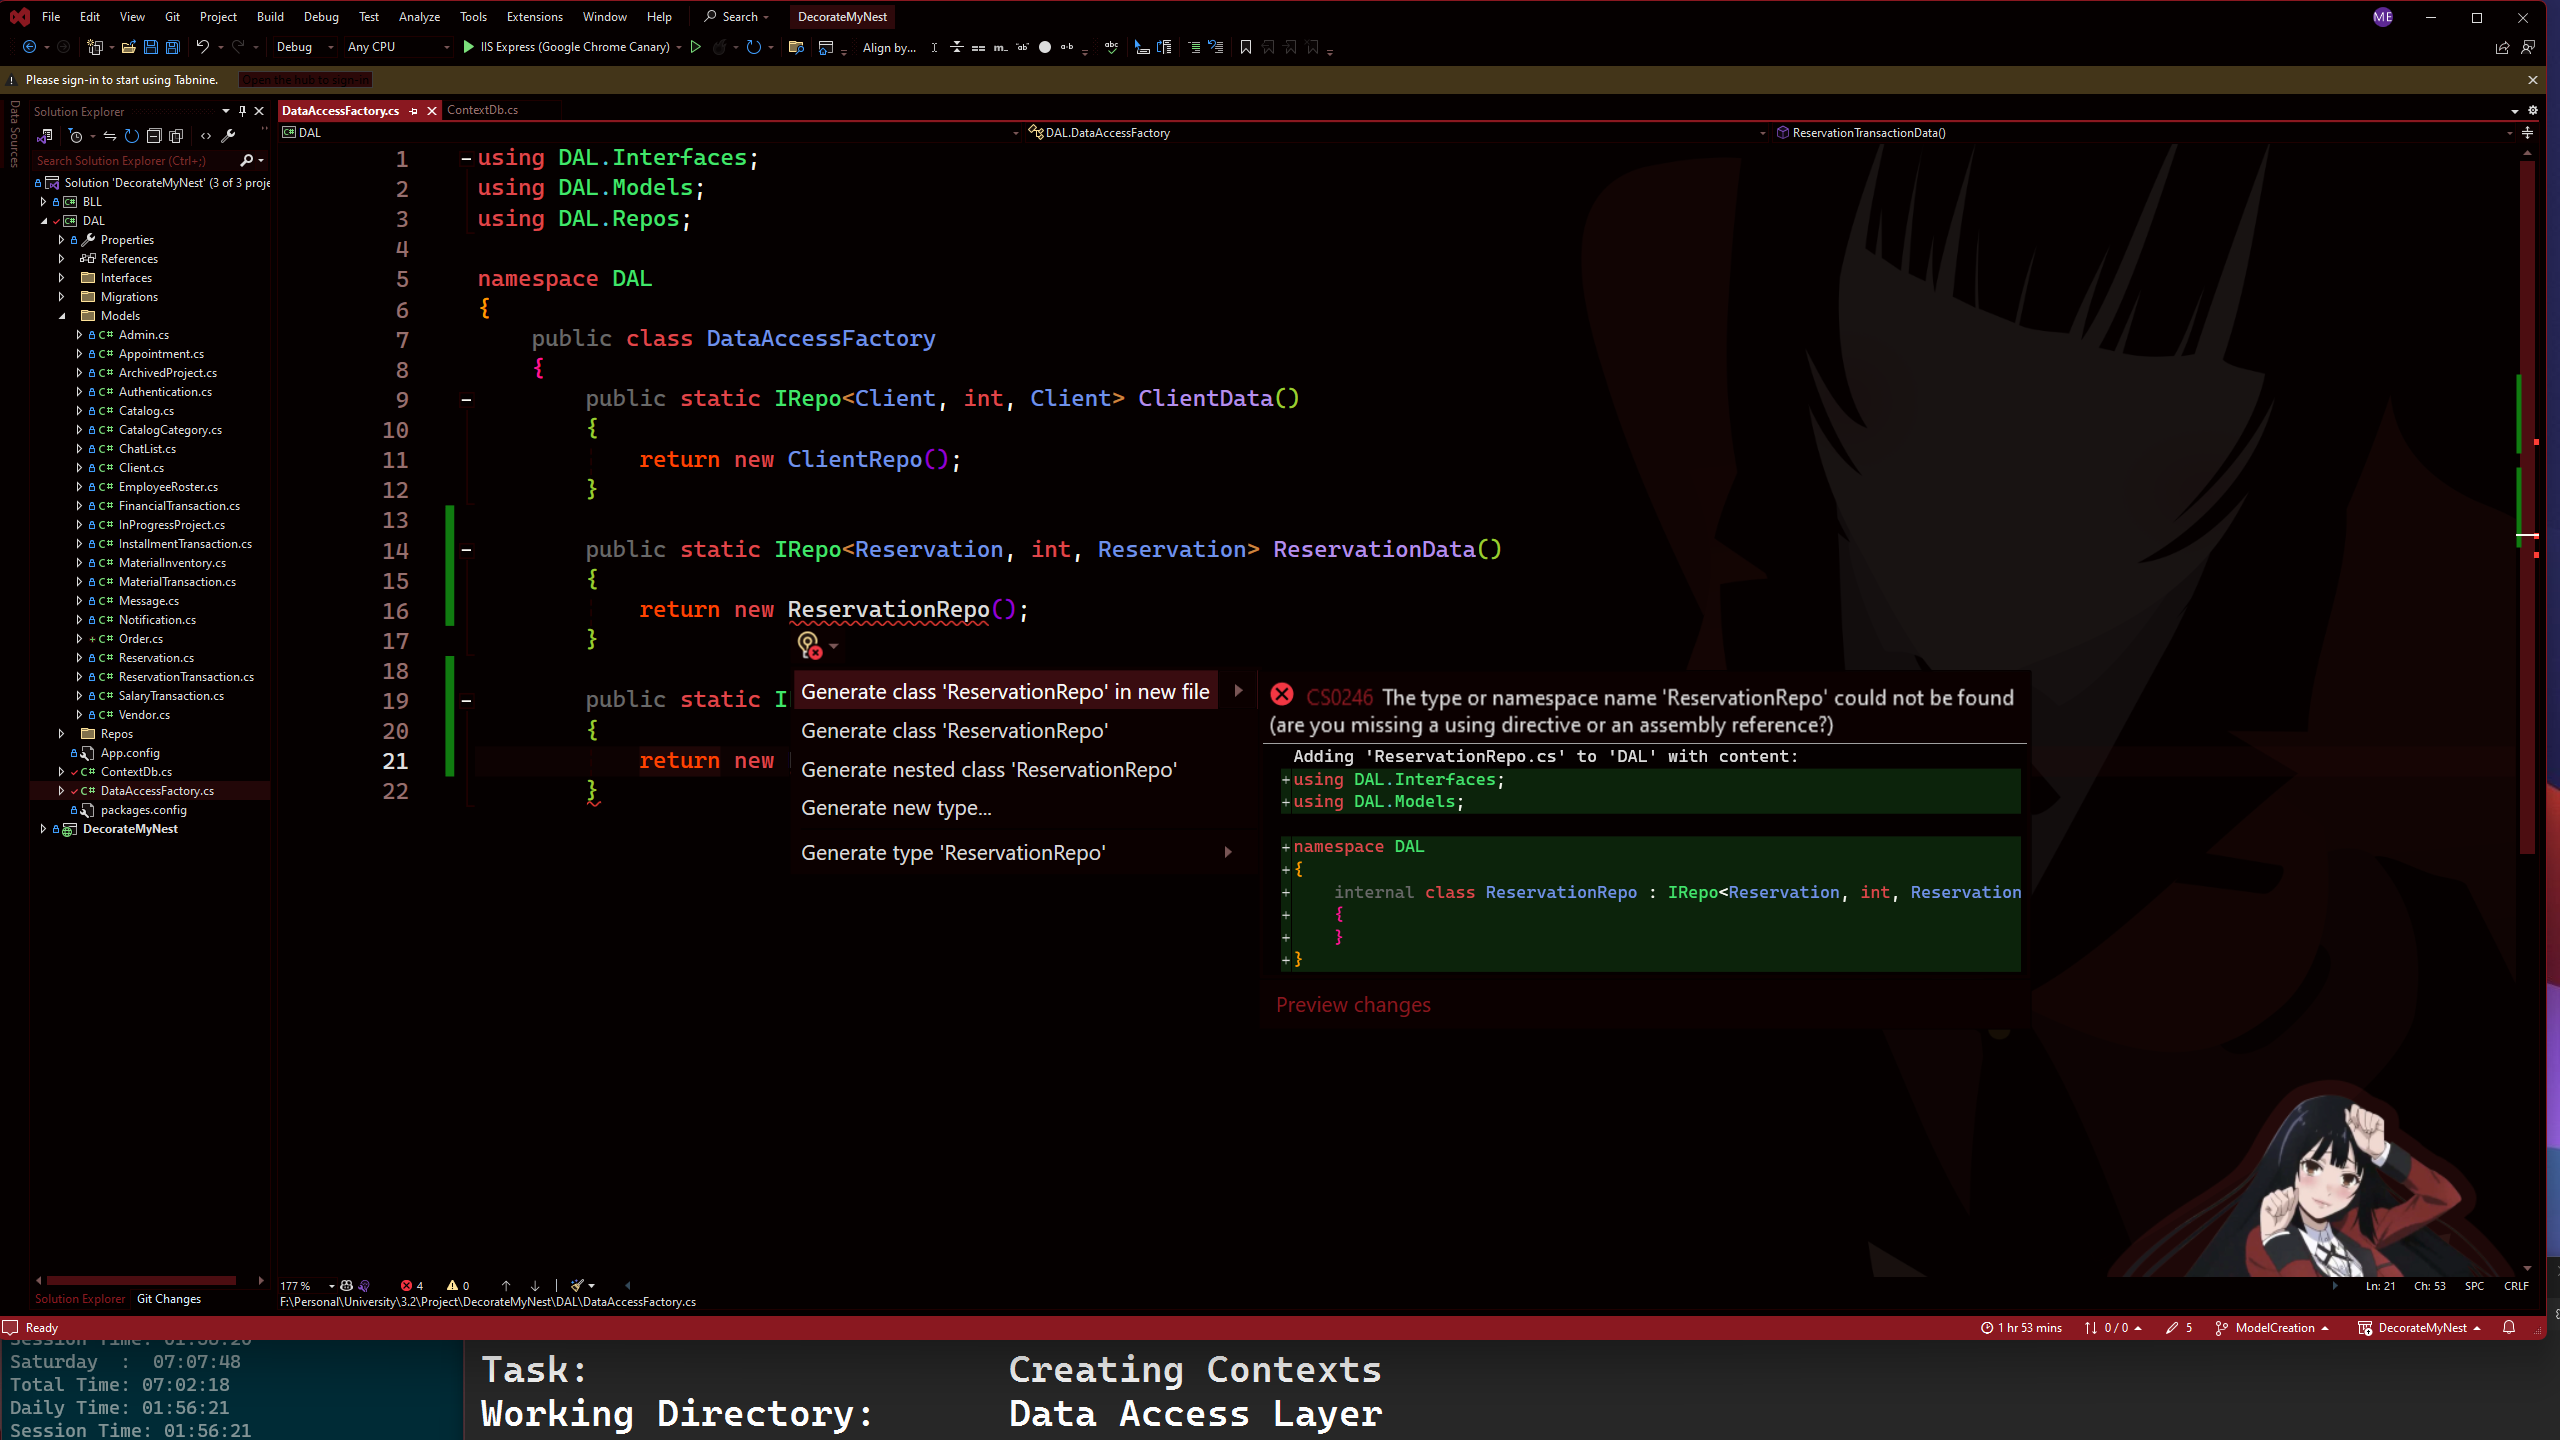 File Edit View Git Project Build Debug Test Analyze Tools Extensions Window Help Search DecorateMyNest ME
Debug Any CPU IIS Express (Google Chrome Canary) Align by...
Please sign-in to start using Tabnine. Open the hub to sign-in
Data Sources
Solution Explorer
Search Solution Explorer (Ctrl+;)
Solution 'DecorateMyNest' (3 of 3 proje
C# BLL
C# DAL
Properties
References
Interfaces
Migrations
Models
C# Admin.cs
C# Appointment.cs
C# ArchivedProject.cs
C# Authentication.cs
C# Catalog.cs
C# CatalogCategory.cs
C# ChatList.cs
C# Client.cs
C# EmployeeRoster.cs
C# FinancialTransaction.cs
C# InProgressProject.cs
C# InstallmentTransaction.cs
C# MaterialInventory.cs
C# MaterialTransaction.cs
C# Message.cs
C# Notification.cs
+ C# Order.cs
C# Reservation.cs
C# ReservationTransaction.cs
C# SalaryTransaction.cs
C# Vendor.cs
Repos
App.config
C# ContextDb.cs
C# DataAccessFactory.cs
packages.config
DecorateMyNest
Solution Explorer Git Changes
DataAccessFactory.cs ContextDb.cs
C# DAL DAL.DataAccessFactory ReservationTransactionData()
1 using DAL.Interfaces;
2 using DAL.Models;
3 using DAL.Repos;
4
5 namespace DAL
6 {
7 public class DataAccessFactory
8 {
9 public static IRepo<Client, int, Client> ClientData()
10 {
11 return new ClientRepo();
12 }
13
14 public static IRepo<Reservation, int, Reservation> ReservationData()
15 {
16 return new ReservationRepo();
17 }
18
19 public static I
20 {
21 return new
22 }
Generate class 'ReservationRepo' in new file
Generate class 'ReservationRepo'
Generate nested class 'ReservationRepo'
Generate new type...
Generate type 'ReservationRepo'
CS0246 The type or namespace name 'ReservationRepo' could not be found
(are you missing a using directive or an assembly reference?)
Adding 'ReservationRepo.cs' to 'DAL' with content:
+using DAL.Interfaces;
+using DAL.Models;
+namespace DAL
+{
+ internal class ReservationRepo : IRepo<Reservation, int, Reservation
+ {
+ }
+}
Preview changes
177 % 4 0 Ln: 21 Ch: 53 SPC CRLF
F:\Personal\University\3.2\Project\DecorateMyNest\DAL\DataAccessFactory.cs
Ready 1 hr 53 mins 0 / 0 5 ModelCreation DecorateMyNest
Saturday : 07:07:48
Total Time: 07:02:18
Daily Time: 01:56:21
Session Time: 01:56:21
Task: Creating Contexts
Working Directory: Data Access Layer